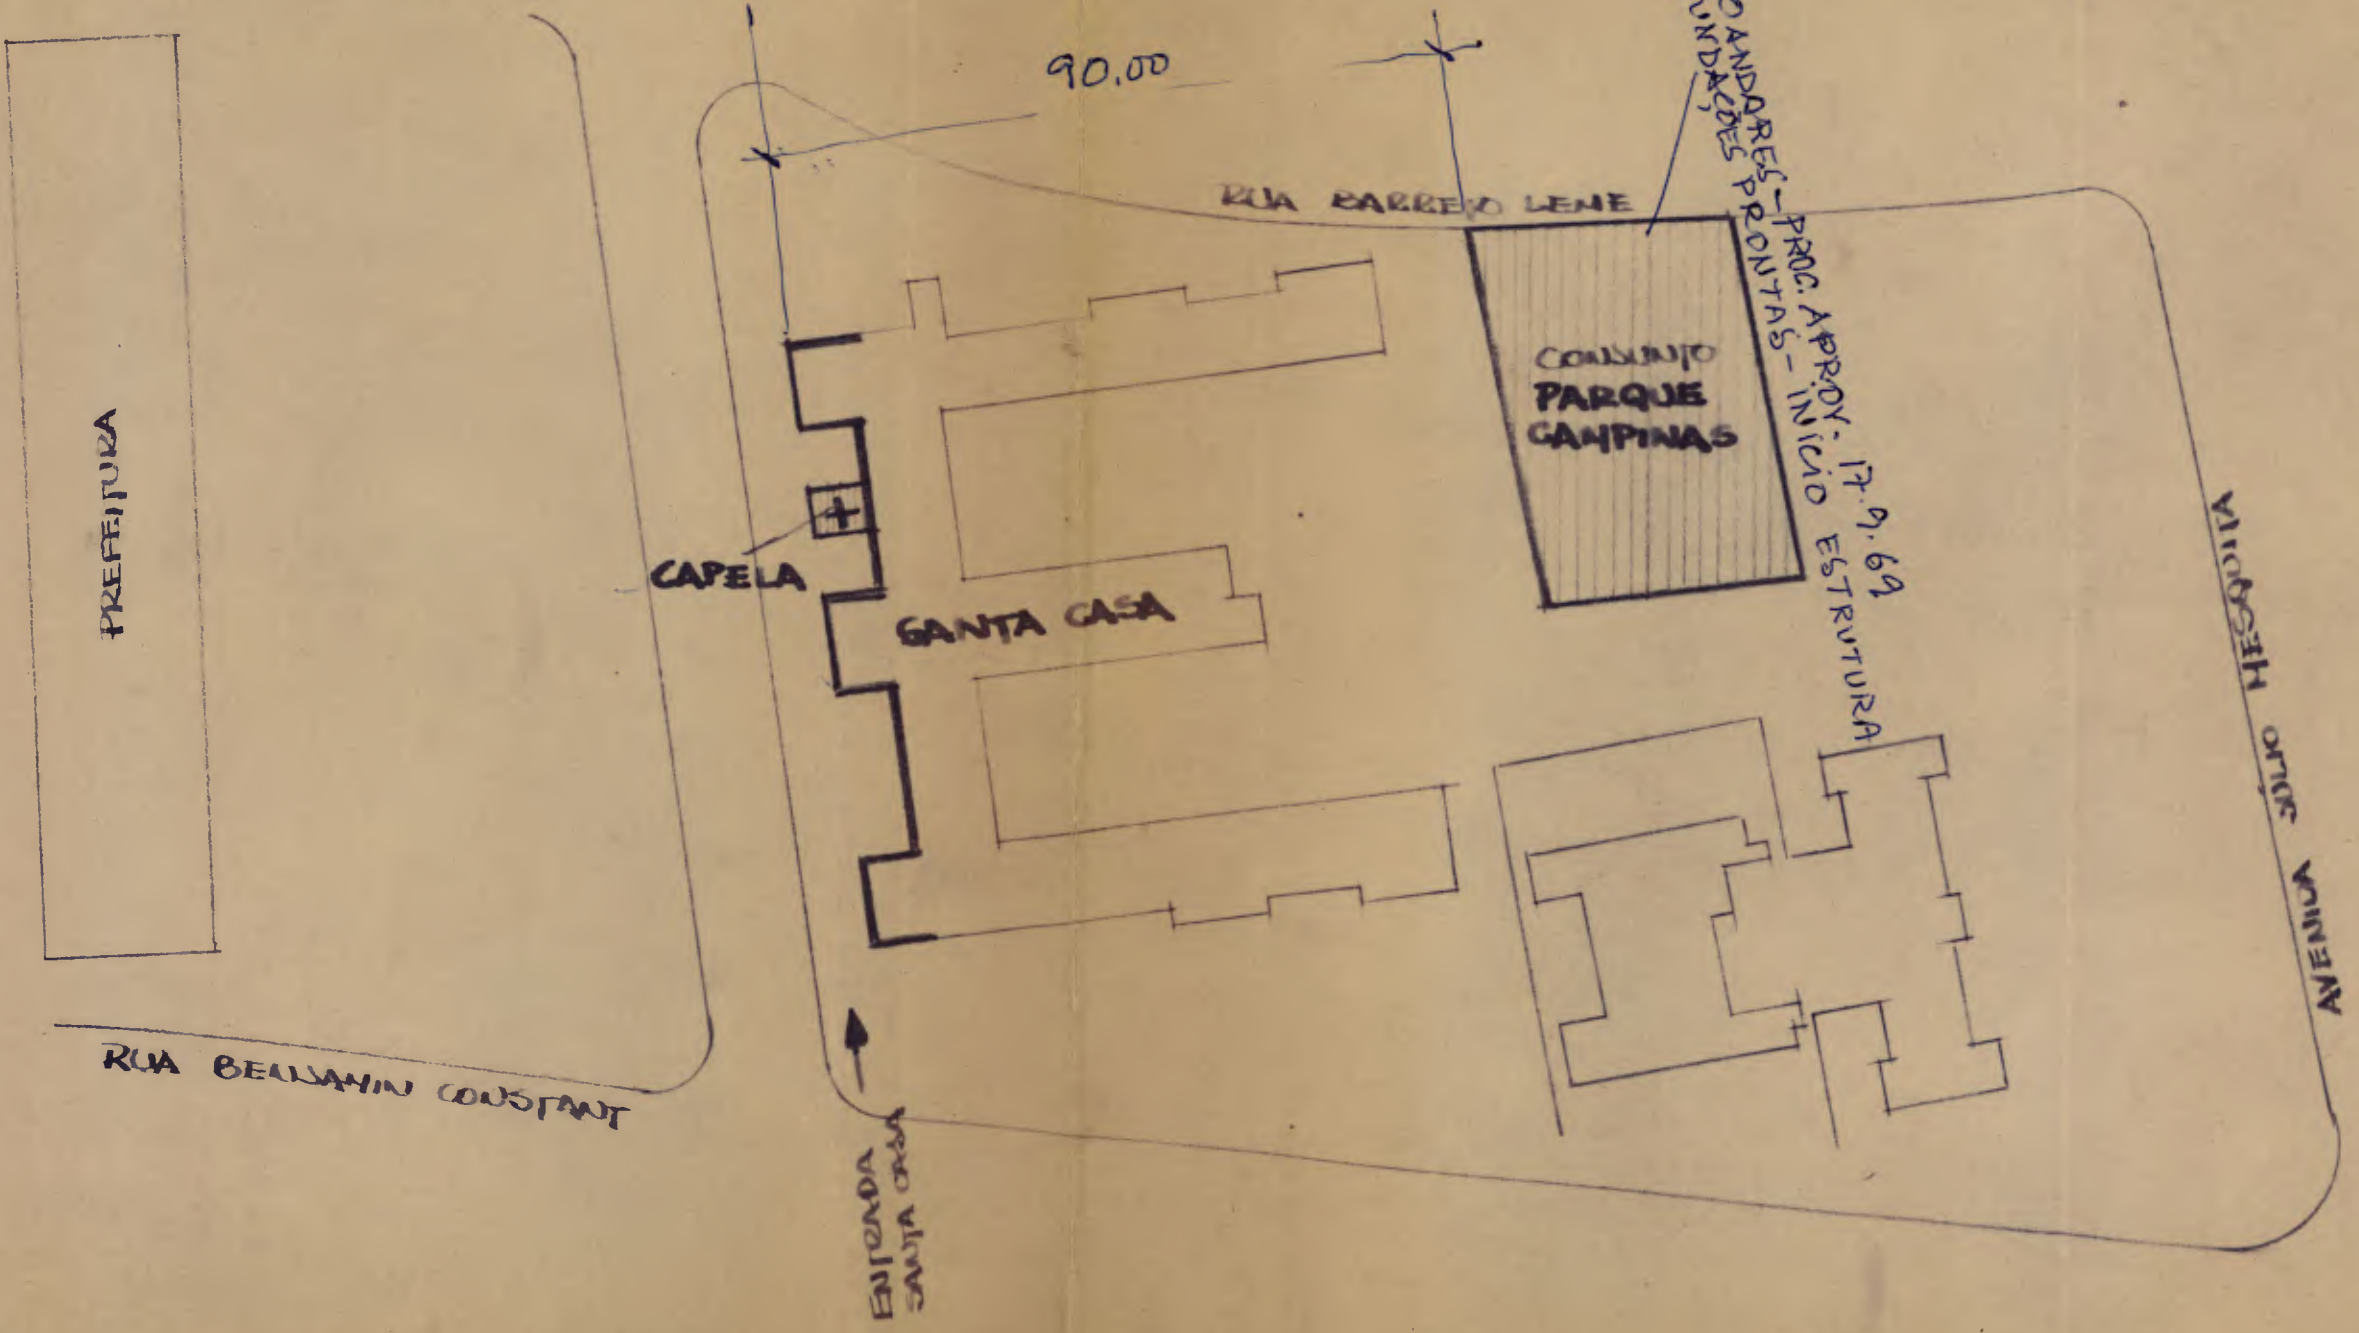 90.00
OANDARES - PROC. APROV. 17.9.69
UNDAÇÕES PRONTAS - INÍCIO ESTRUTURA
RUA BARRETO LEME
CONJUNTO
PARQUE
CAMPINAS
PREFEITURA
CAPELA
SANTA CASA
AVENIDA JÚLIO MESQUITA
RUA BENJAMIN CONSTANT
ENTRADA
SANTA CASA